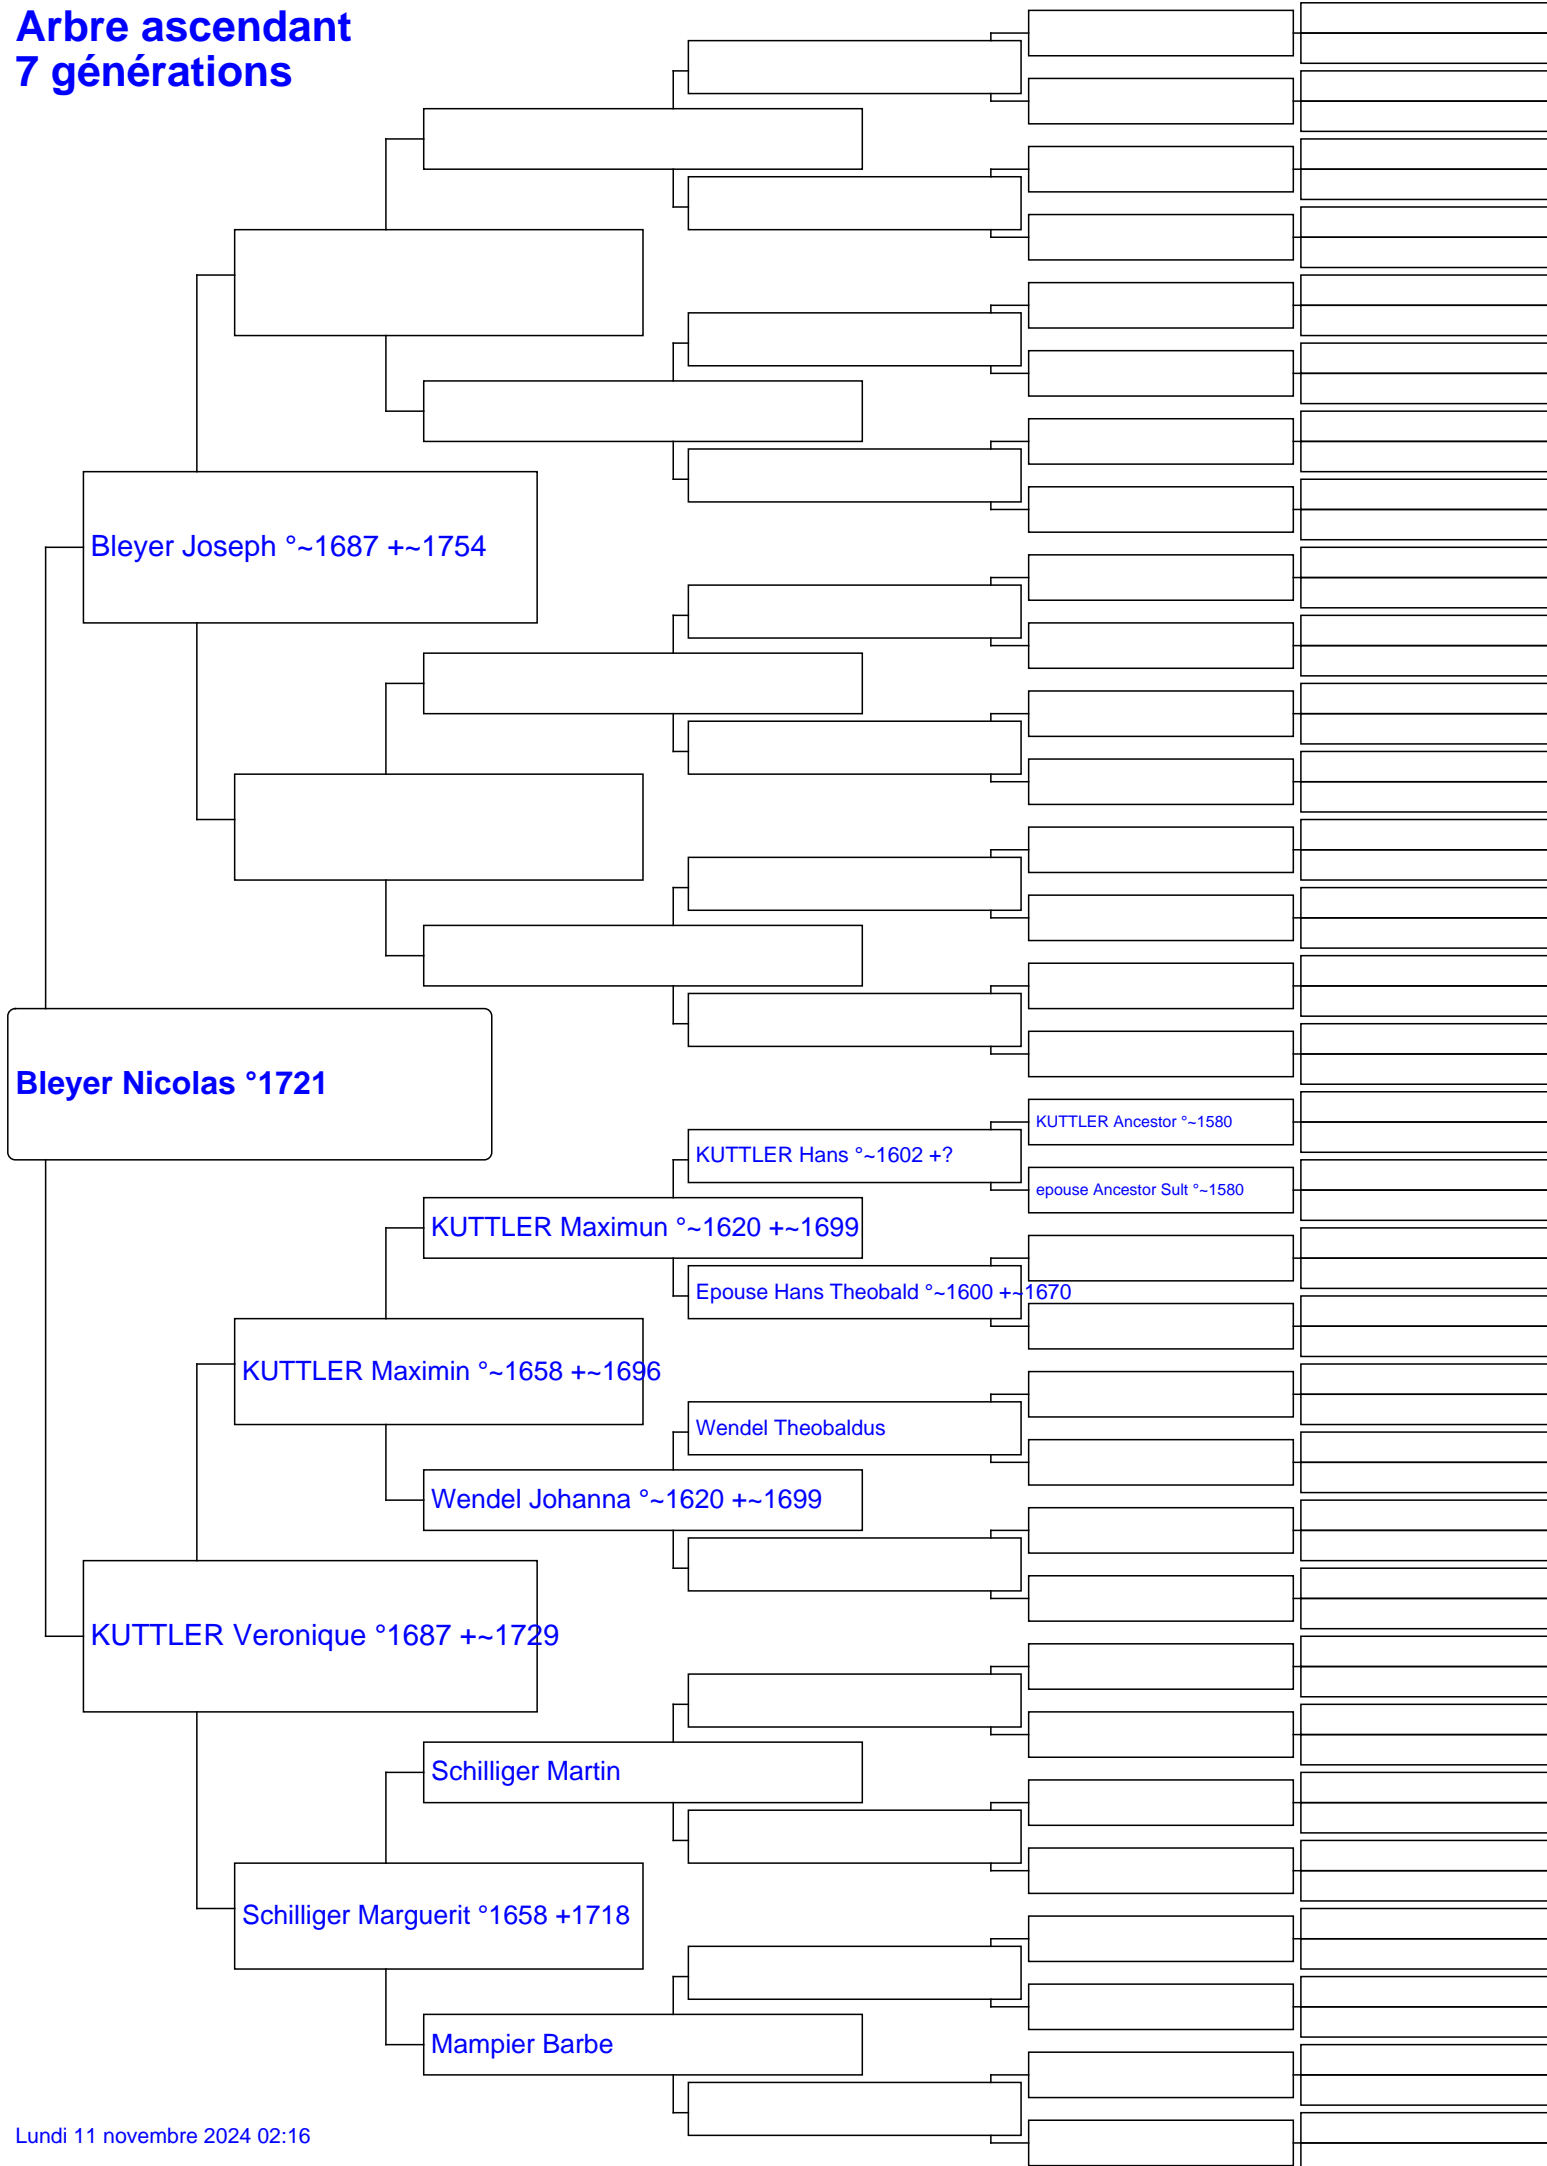 Arbre ascendant
7 générations
Bleyer Joseph °~1687 +~1754
Bleyer Nicolas °1721
KUTTLER Ancestor °~1580
KUTTLER Hans °~1602 +?
epouse Ancestor Sult °~1580
KUTTLER Maximun °~1620 +~1699
Epouse Hans Theobald °~1600 +~1670
KUTTLER Maximin °~1658 +~1696
Wendel Theobaldus
Wendel Johanna °~1620 +~1699
KUTTLER Veronique °1687 +~1729
Schilliger Martin
Schilliger Marguerit °1658 +1718
Mampier Barbe
Lundi 11 novembre 2024 02:16